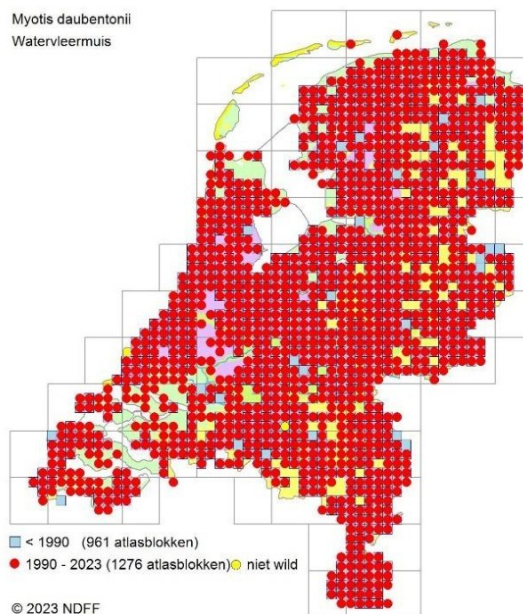 Myotis daubentonii
Watervleermuis
< 1990 (961 atlasblokken)
1990 - 2023 (1276 atlasblokken) niet wild
© 2023 NDFF